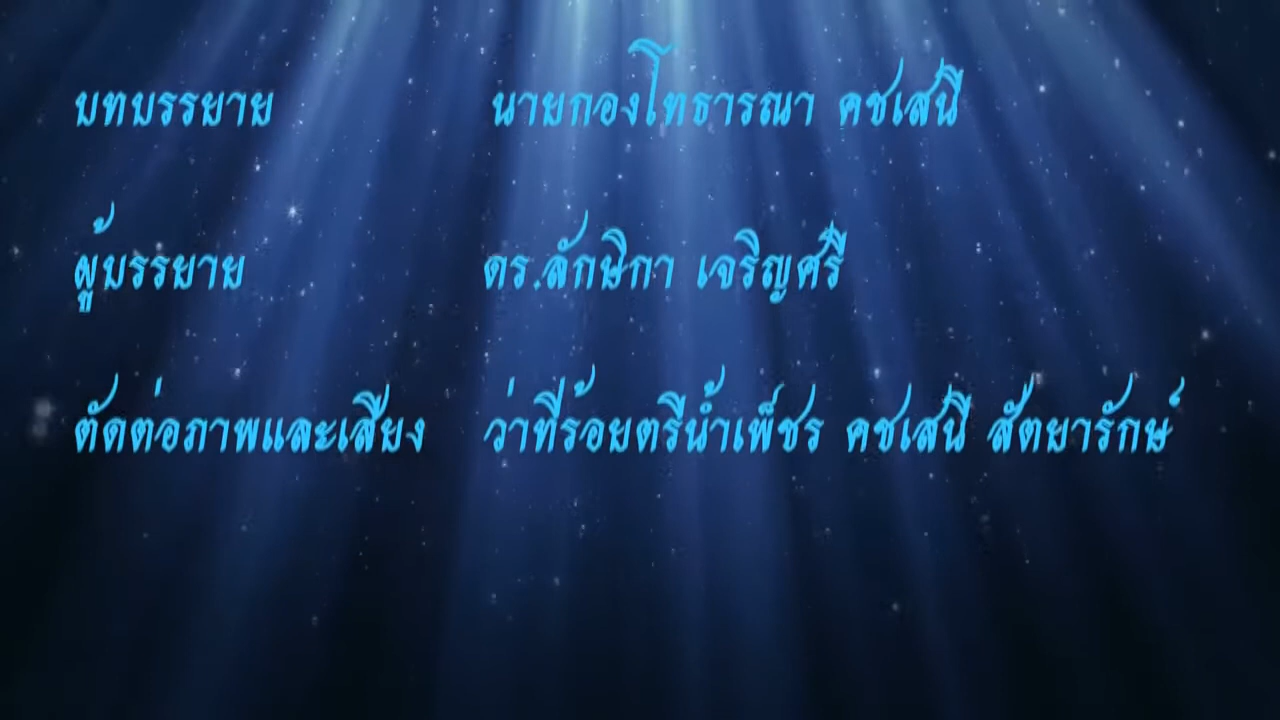 บทบรรยาย นายกองโทธารณา คชเสนี
ผู้บรรยาย ดร.ลักษิกา เจริญศรี
ตัดต่อภาพและเสียง ว่าที่ร้อยตรีน้ำเพ็ชร คชเสนี สัตยารักษ์